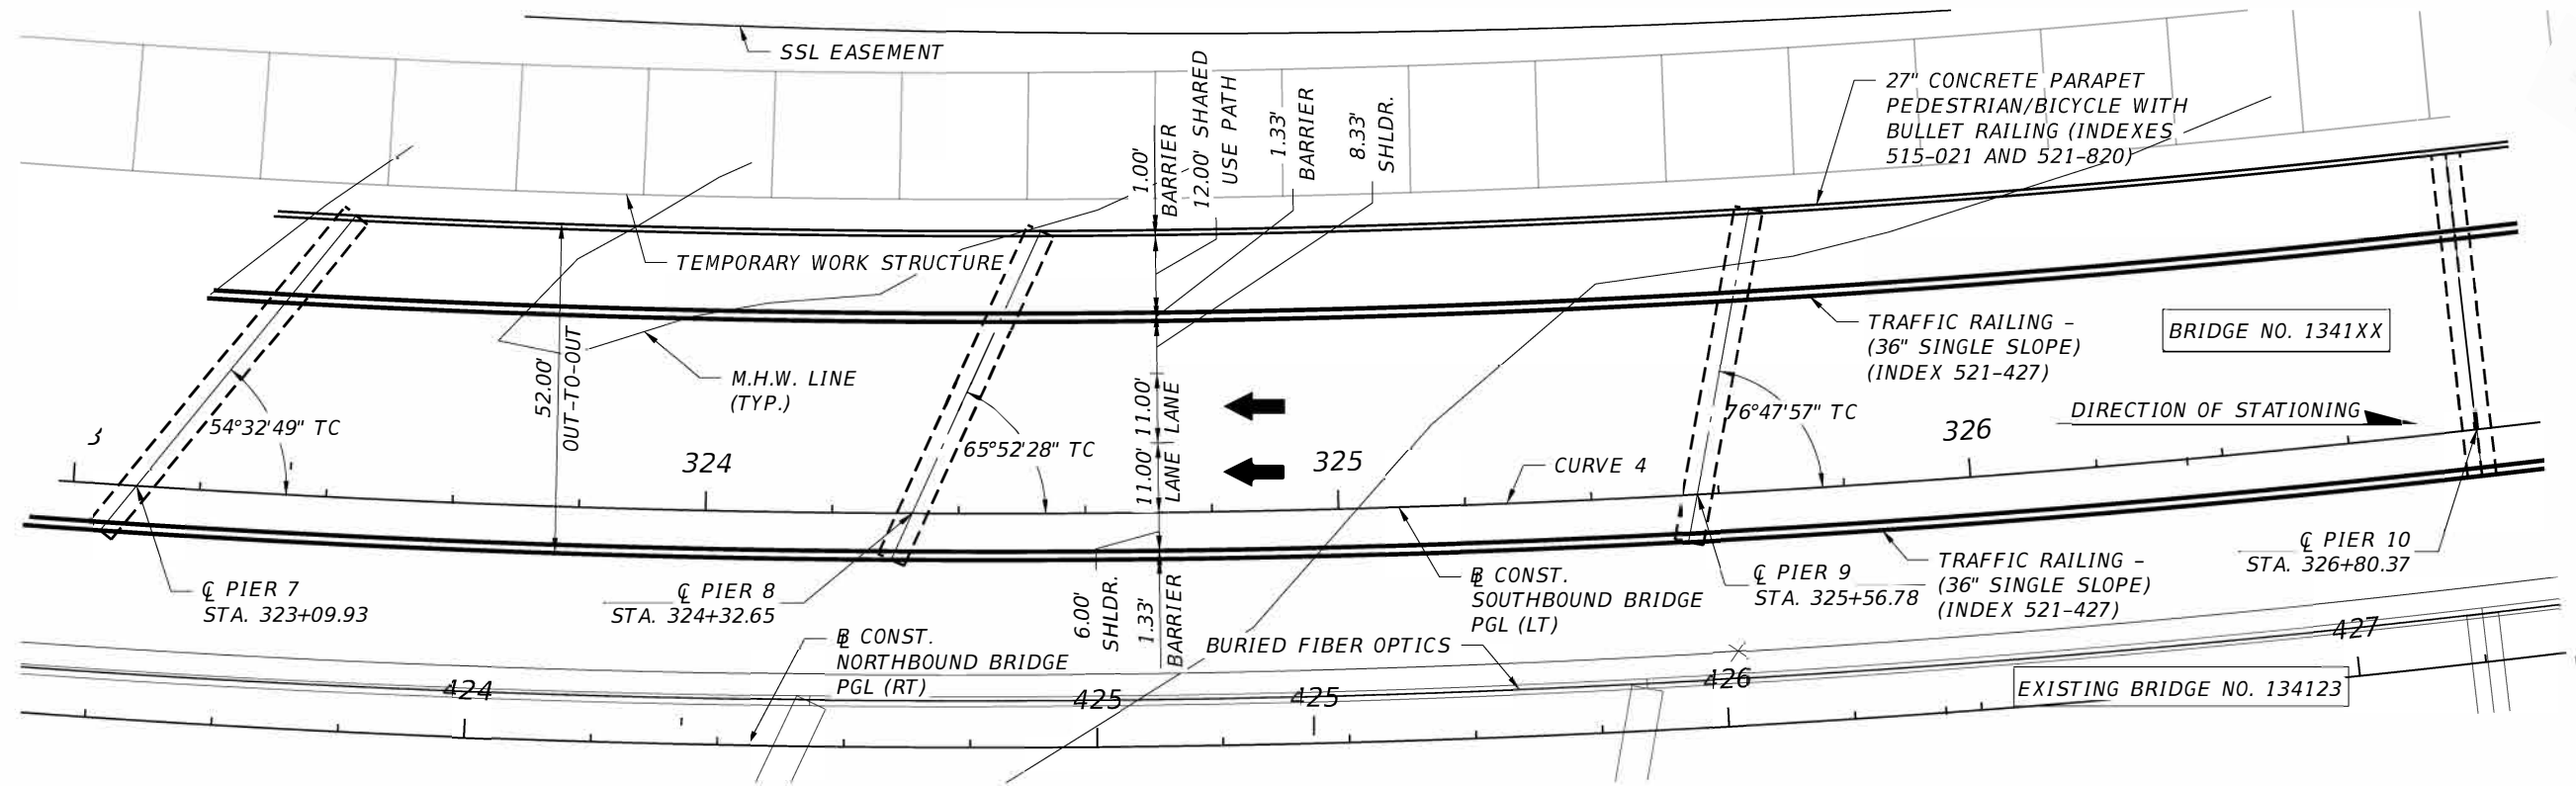 SSL EASEMENT
1.00'
BARRIER
12.00' SHARED
USE PATH
1.33'
BARRIER
8.33'
SHLDR.
27" CONCRETE PARAPET
PEDESTRIAN/BICYCLE WITH
BULLET RAILING (INDEXES
515-021 AND 521-820)
TEMPORARY WORK STRUCTURE
TRAFFIC RAILING -
(36" SINGLE SLOPE)
(INDEX 521-427)
BRIDGE NO. 1341XX
M.H.W. LINE
(TYP.)
52.00'
OUT-TO-OUT
11.00'
LANE
11.00'
LANE
DIRECTION OF STATIONING
54°32'49" TC
65°52'28" TC
76°47'57" TC
3
324
325
326
CURVE 4
℄ PIER 7
STA. 323+09.93
℄ PIER 8
STA. 324+32.65
6.00'
SHLDR.
1.33'
BARRIER
B CONST.
SOUTHBOUND BRIDGE
PGL (LT)
℄ PIER 9
STA. 325+56.78
TRAFFIC RAILING -
(36" SINGLE SLOPE)
(INDEX 521-427)
℄ PIER 10
STA. 326+80.37
B CONST.
NORTHBOUND BRIDGE
PGL (RT)
BURIED FIBER OPTICS
424
425
425
426
427
EXISTING BRIDGE NO. 134123